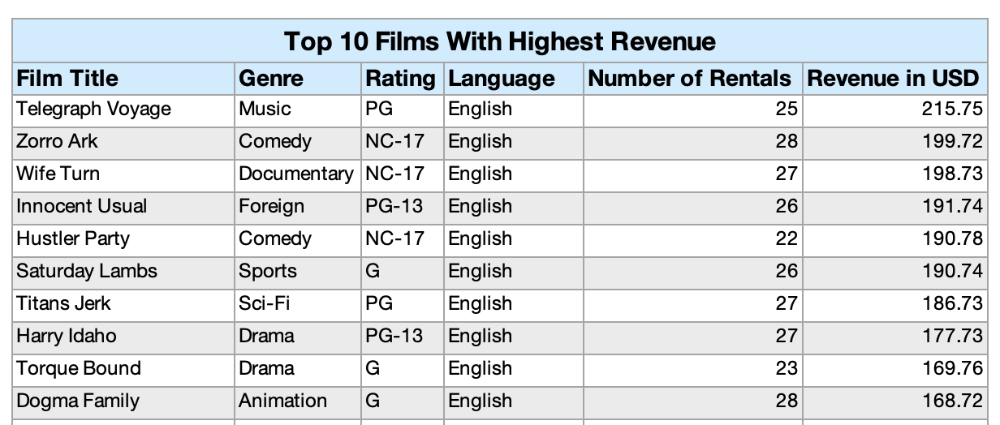 Top 10 Films With Highest Revenue
Film Title Genre Rating Language Number of Rentals Revenue in USD
Telegraph Voyage Music PG English 25 215.75
Zorro Ark Comedy NC-17 English 28 199.72
Wife Turn Documentary NC-17 English 27 198.73
Innocent Usual Foreign PG-13 English 26 191.74
Hustler Party Comedy NC-17 English 22 190.78
Saturday Lambs Sports G English 26 190.74
Titans Jerk Sci-Fi PG English 27 186.73
Harry Idaho Drama PG-13 English 27 177.73
Torque Bound Drama G English 23 169.76
Dogma Family Animation G English 28 168.72